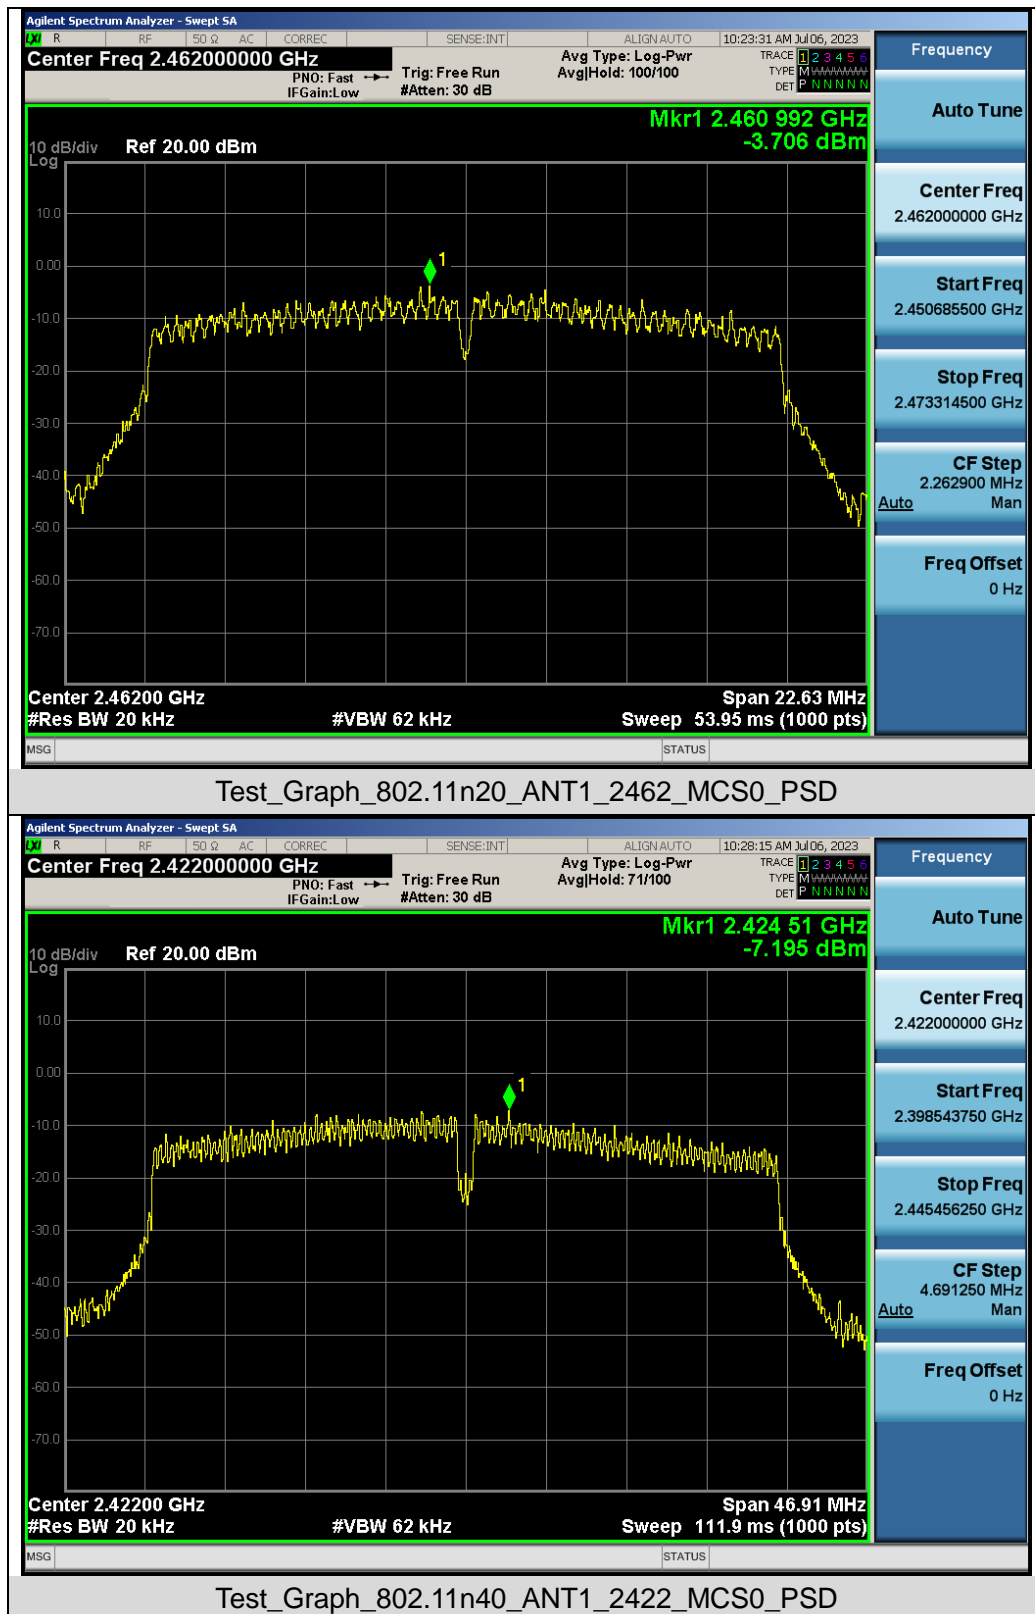 Agilent Spectrum Analyzer - Swept SA
LXI R RF 50 Ω AC CORREC SENSE:INT ALIGN AUTO 10:23:31 AM Jul 06, 2023
Center Freq 2.462000000 GHz
PNO: Fast
IFGain:Low
Trig: Free Run
#Atten: 30 dB
Avg Type: Log-Pwr
Avg|Hold: 100/100
TRACE 1 2 3 4 5 6
TYPE M
DET P N N N N N
Mkr1 2.460 992 GHz
-3.706 dBm
10 dB/div Ref 20.00 dBm
Log
10.0
0.00
-10.0
-20.0
-30.0
-40.0
-50.0
-60.0
-70.0
1
Center 2.46200 GHz Span 22.63 MHz
#Res BW 20 kHz #VBW 62 kHz Sweep 53.95 ms (1000 pts)
MSG STATUS
Frequency
Auto Tune
Center Freq
2.462000000 GHz
Start Freq
2.450685500 GHz
Stop Freq
2.473314500 GHz
CF Step
2.262900 MHz
Auto Man
Freq Offset
0 Hz
Test_Graph_802.11n20_ANT1_2462_MCS0_PSD
Agilent Spectrum Analyzer - Swept SA
LXI R RF 50 Ω AC CORREC SENSE:INT ALIGN AUTO 10:28:15 AM Jul 06, 2023
Center Freq 2.422000000 GHz
PNO: Fast
IFGain:Low
Trig: Free Run
#Atten: 30 dB
Avg Type: Log-Pwr
Avg|Hold: 71/100
TRACE 1 2 3 4 5 6
TYPE M
DET P N N N N N
Mkr1 2.424 51 GHz
-7.195 dBm
10 dB/div Ref 20.00 dBm
Log
10.0
0.00
-10.0
-20.0
-30.0
-40.0
-50.0
-60.0
-70.0
1
Center 2.42200 GHz Span 46.91 MHz
#Res BW 20 kHz #VBW 62 kHz Sweep 111.9 ms (1000 pts)
MSG STATUS
Frequency
Auto Tune
Center Freq
2.422000000 GHz
Start Freq
2.398543750 GHz
Stop Freq
2.445456250 GHz
CF Step
4.691250 MHz
Auto Man
Freq Offset
0 Hz
Test_Graph_802.11n40_ANT1_2422_MCS0_PSD